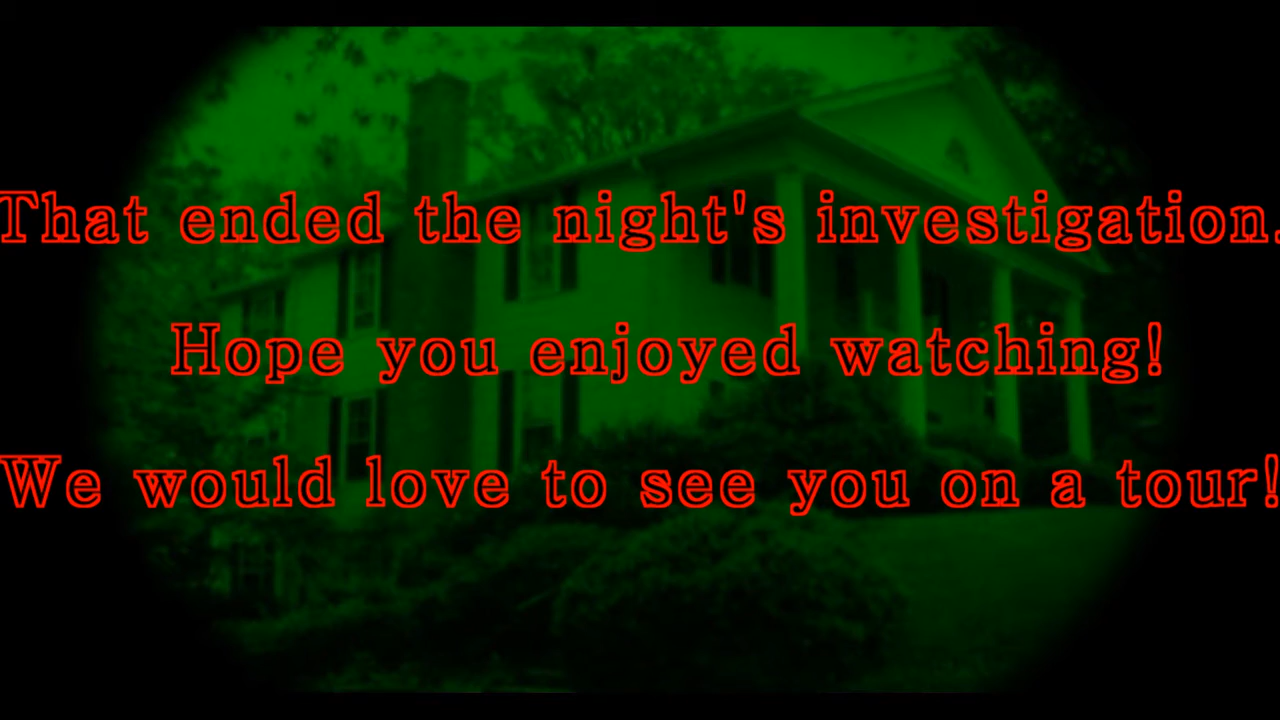 That ended the night's investigation.
Hope you enjoyed watching!
We would love to see you on a tour!